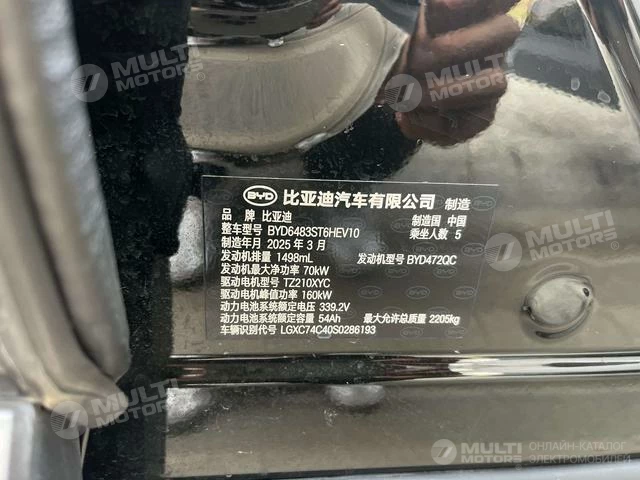 MULTI MOTORS
MULTI MOTORS
BYD 比亚迪汽车有限公司 制造
品 牌 比亚迪 制造国 中国
整车型号 BYD6483ST6HEV10 乘坐人数 5
制造年月 2025 年 3 月
发动机排量 1498mL 发动机型号 BYD472QC
发动机最大净功率 70kW
驱动电机型号 TZ210XYC
驱动电机峰值功率 160kW
动力电池系统额定电压 339.2V
动力电池系统额定容量 54Ah 最大允许总质量 2205kg
车辆识别代号 LGXC74C40S0286193
MULTI MOTORS
MULTI MOTORS
MULTI MOTORS ОНЛАЙН-КАТАЛОГ ЭЛЕКТРОМОБИЛЕЙ